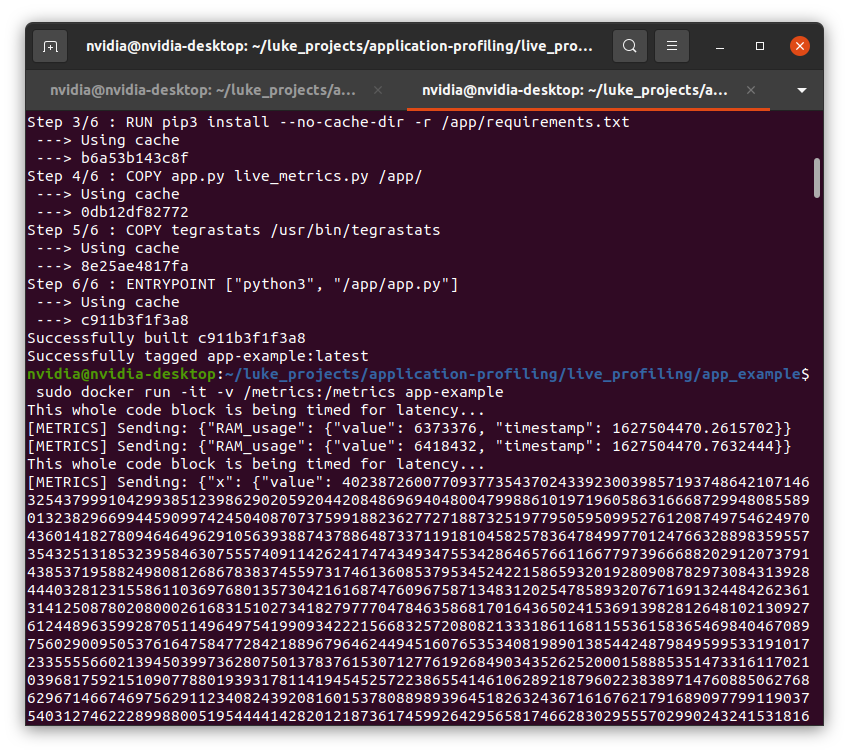 nvidia@nvidia-desktop: ~/luke_projects/application-profiling/live_pro...
nvidia@nvidia-desktop: ~/luke_projects/a...
nvidia@nvidia-desktop: ~/luke_projects/a...
Step 3/6 : RUN pip3 install --no-cache-dir -r /app/requirements.txt
---> Using cache
---> b6a53b143c8f
Step 4/6 : COPY app.py live_metrics.py /app/
---> Using cache
---> 0db12df82772
Step 5/6 : COPY tegrastats /usr/bin/tegrastats
---> Using cache
---> 8e25ae4817fa
Step 6/6 : ENTRYPOINT ["python3", "/app/app.py"]
---> Using cache
---> c911b3f1f3a8
Successfully built c911b3f1f3a8
Successfully tagged app-example:latest
nvidia@nvidia-desktop:~/luke_projects/application-profiling/live_profiling/app_example$
sudo docker run -it -v /metrics:/metrics app-example
This whole code block is being timed for latency...
[METRICS] Sending: {"RAM_usage": {"value": 6373376, "timestamp": 1627504470.2615702}}
[METRICS] Sending: {"RAM_usage": {"value": 6418432, "timestamp": 1627504470.7632444}}
This whole code block is being timed for latency...
[METRICS] Sending: {"x": {"value": 402387260077093773543702433923003985719374864210714632543799910429938512398629020592044208486969404800479988610197196058631666872994808558901323829669944590997424504087073759918823627727188732519779505950995276120874975462497043601418278094646496291056393887437886487337119181045825783647849977012476632889835955735432513185323958463075557409114262417474349347553428646576611667797396668820291207379143853719588249808126867838374559731746136085379534524221586593201928090878297308431392844403281231558611036976801357304216168747609675871348312025478589320767169132448426236131412508780208000261683151027341827977704784635868170164365024153691398281264810213092761244896359927051149649754199093422215668325720808213331861168115536158365469840467089756029009505376164758477284218896796462449451607653534081989013854424879849599533191017233555566021394503997362807501378376153071277619268490343526252000158885351473316117021039681759215109077880193931781141945452572238655414610628921879602238389714760885062768629671466746975629112340824392081601537808898939645182632436716167621791689097799119037540312746222899880051954444142820121873617459926429565817466283029555570299024324153181​6